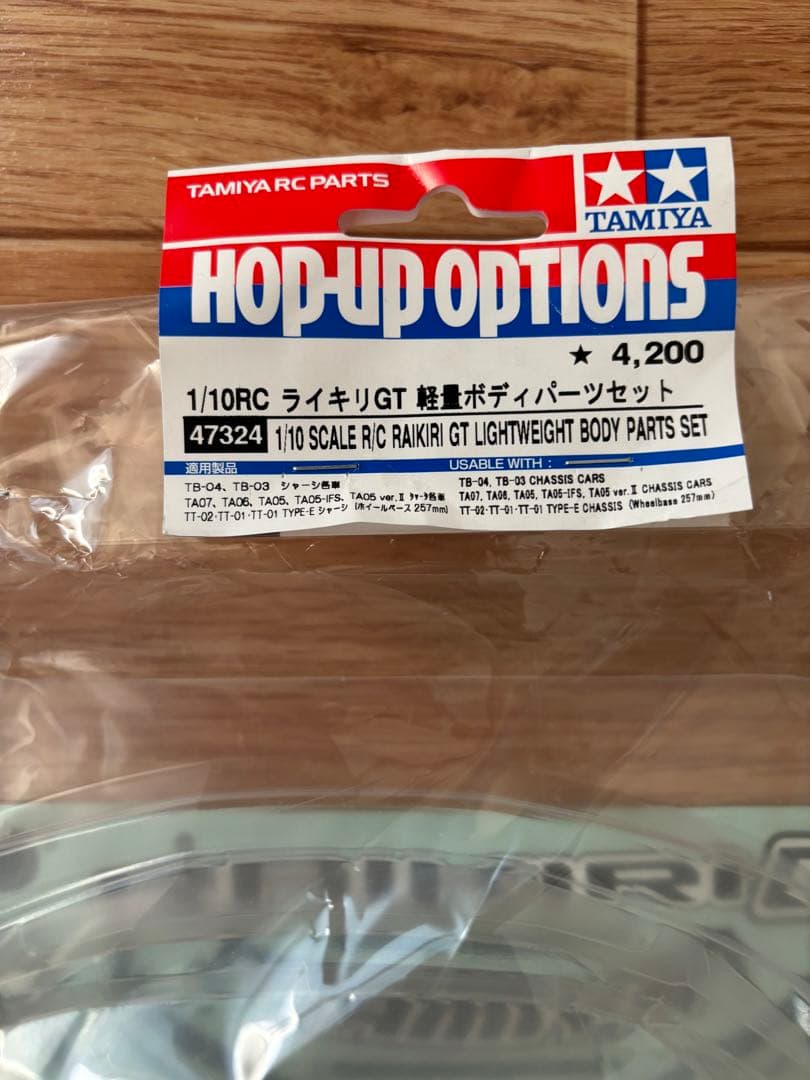 TAMIYA RC PARTS
TAMIYA
HOP-UP OPTIONS
★ 4,200
1/10RC ライキリGT 軽量ボディパーツセット
47324 1/10 SCALE R/C RAIKIRI GT LIGHTWEIGHT BODY PARTS SET
適用製品
TB-04、TB-03 シャーシ各車
TA07、TA06、TA05、TA05-IFS、TA05 ver.Ⅱ シャーシ各車
TT-02・TT-01・TT-01 TYPE-E シャーシ (ホイールベース 257mm)
USABLE WITH :
TB-04, TB-03 CHASSIS CARS
TA07, TA06, TA05, TA05-IFS, TA05 ver.Ⅱ CHASSIS CARS
TT-02・TT-01・TT-01 TYPE-E CHASSIS (Wheelbase 257mm)